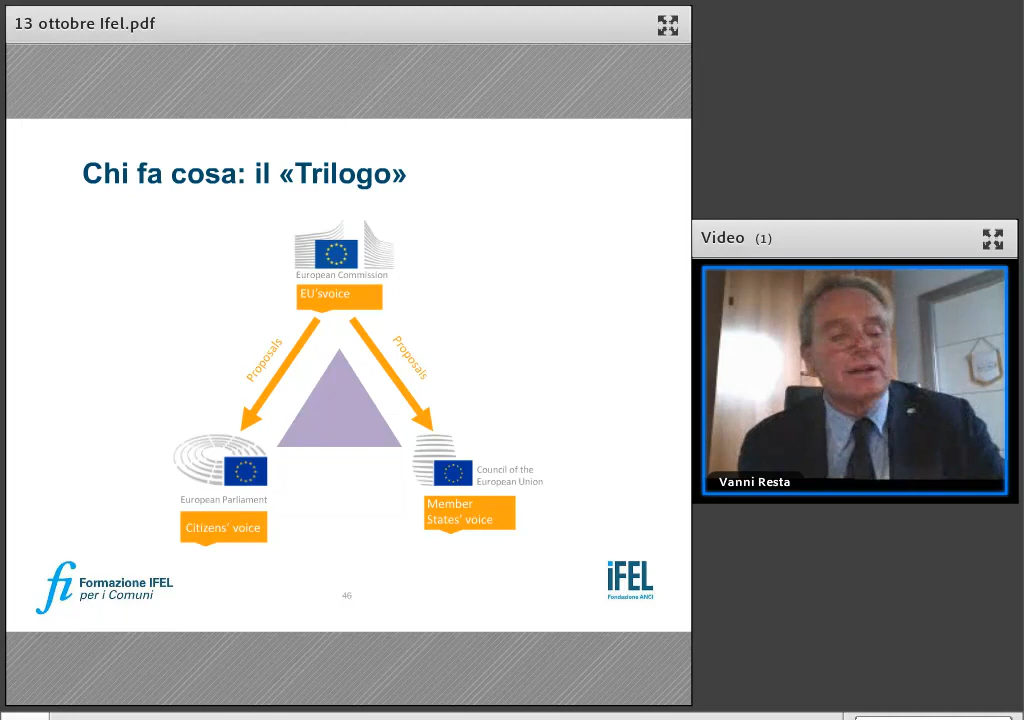 13 ottobre Ifel.pdf
Chi fa cosa: il «Trilogo»
European Commission
EU'svoice
Proposals
Proposals
European Parliament
Citizens' voice
Council of the
European Union
Member
States' voice
fi Formazione IFEL
per i Comuni
46
iFEL
Fondazione ANCI
Video (1)
Vanni Resta